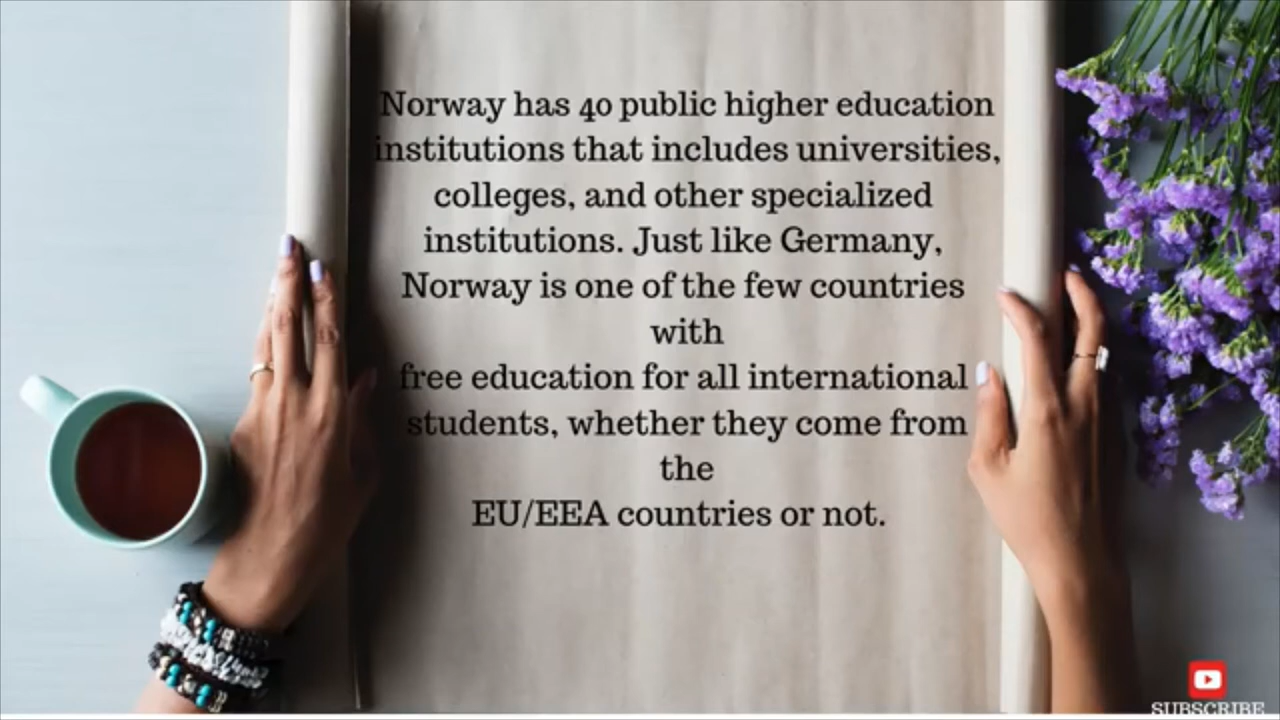 Norway has 40 public higher education
institutions that includes universities,
colleges, and other specialized
institutions. Just like Germany,
Norway is one of the few countries
with
free education for all international
students, whether they come from
the
EU/EEA countries or not.
SUBSCRIBE